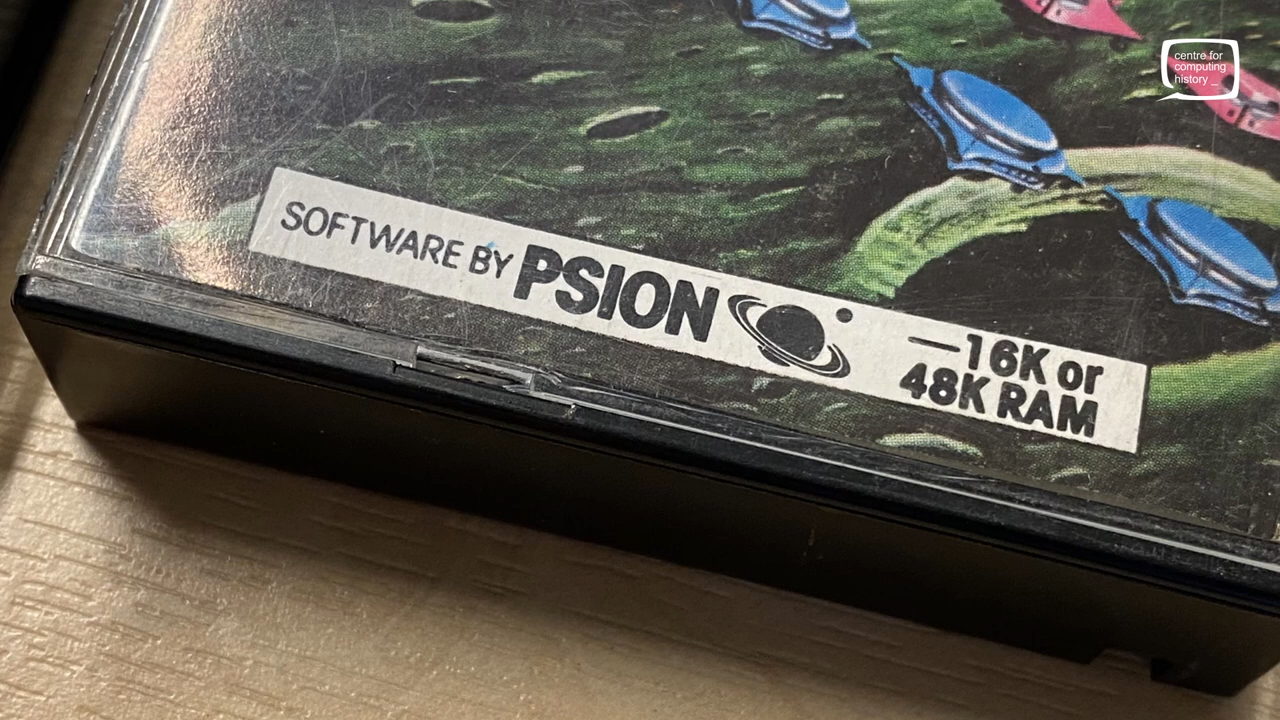 centre for
computing
history _
SOFTWARE BY PSION
—16K or
48K RAM